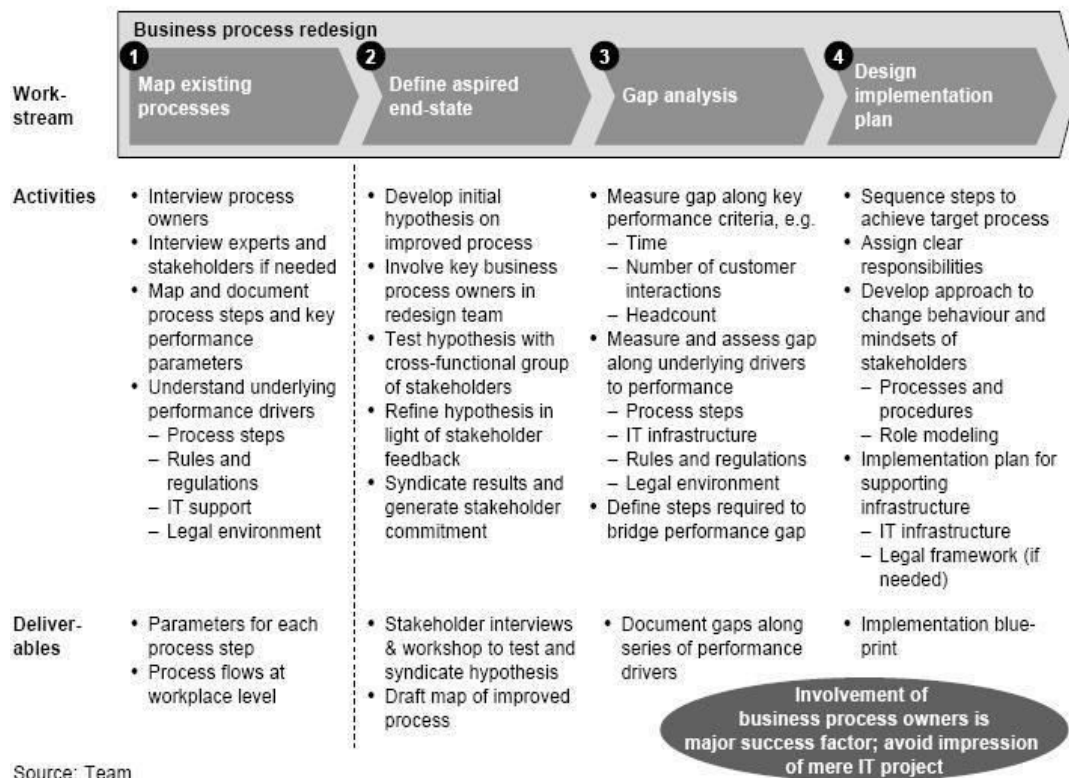 Business process redesign
Work-
stream
1
Map existing
processes
2
Define aspired
end-state
3
Gap analysis
4
Design
implementation
plan
Activities
• Interview process
owners
• Interview experts and
stakeholders if needed
• Map and document
process steps and key
performance
parameters
• Understand underlying
performance drivers
– Process steps
– Rules and
regulations
– IT support
– Legal environment
• Develop initial
hypothesis on
improved process
• Involve key business
process owners in
redesign team
• Test hypothesis with
cross-functional group
of stakeholders
• Refine hypothesis in
light of stakeholder
feedback
• Syndicate results and
generate stakeholder
commitment
• Measure gap along key
performance criteria, e.g.
– Time
– Number of customer
interactions
– Headcount
• Measure and assess gap
along underlying drivers
to performance
– Process steps
– IT infrastructure
– Rules and regulations
– Legal environment
• Define steps required to
bridge performance gap
• Sequence steps to
achieve target process
• Assign clear
responsibilities
• Develop approach to
change behaviour and
mindsets of
stakeholders
– Processes and
procedures
– Role modeling
• Implementation plan for
supporting
infrastructure
– IT infrastructure
– Legal framework (if
needed)
Deliver-
ables
• Parameters for each
process step
• Process flows at
workplace level
• Stakeholder interviews
& workshop to test and
syndicate hypothesis
• Draft map of improved
process
• Document gaps along
series of performance
drivers
• Implementation blue-
print
Involvement of
business process owners is
major success factor; avoid impression
of mere IT project
Source: Team